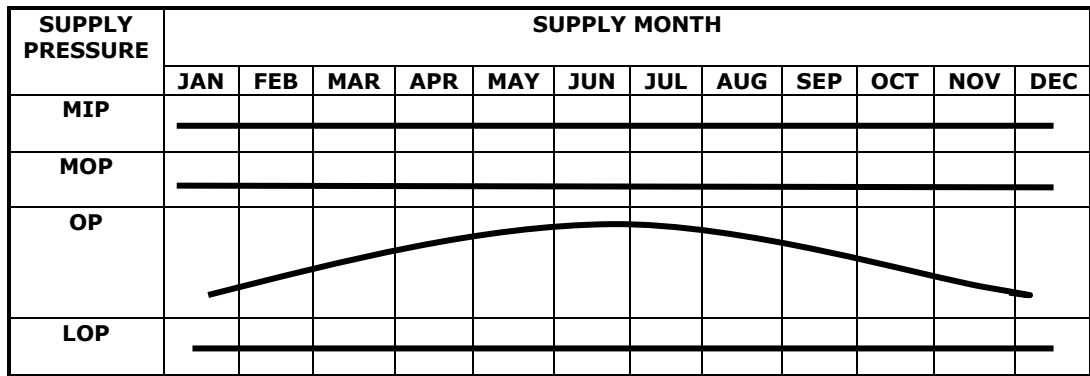 SUPPLY PRESSURE
SUPPLY MONTH
JAN FEB MAR APR MAY JUN JUL AUG SEP OCT NOV DEC
MIP
MOP
OP
LOP